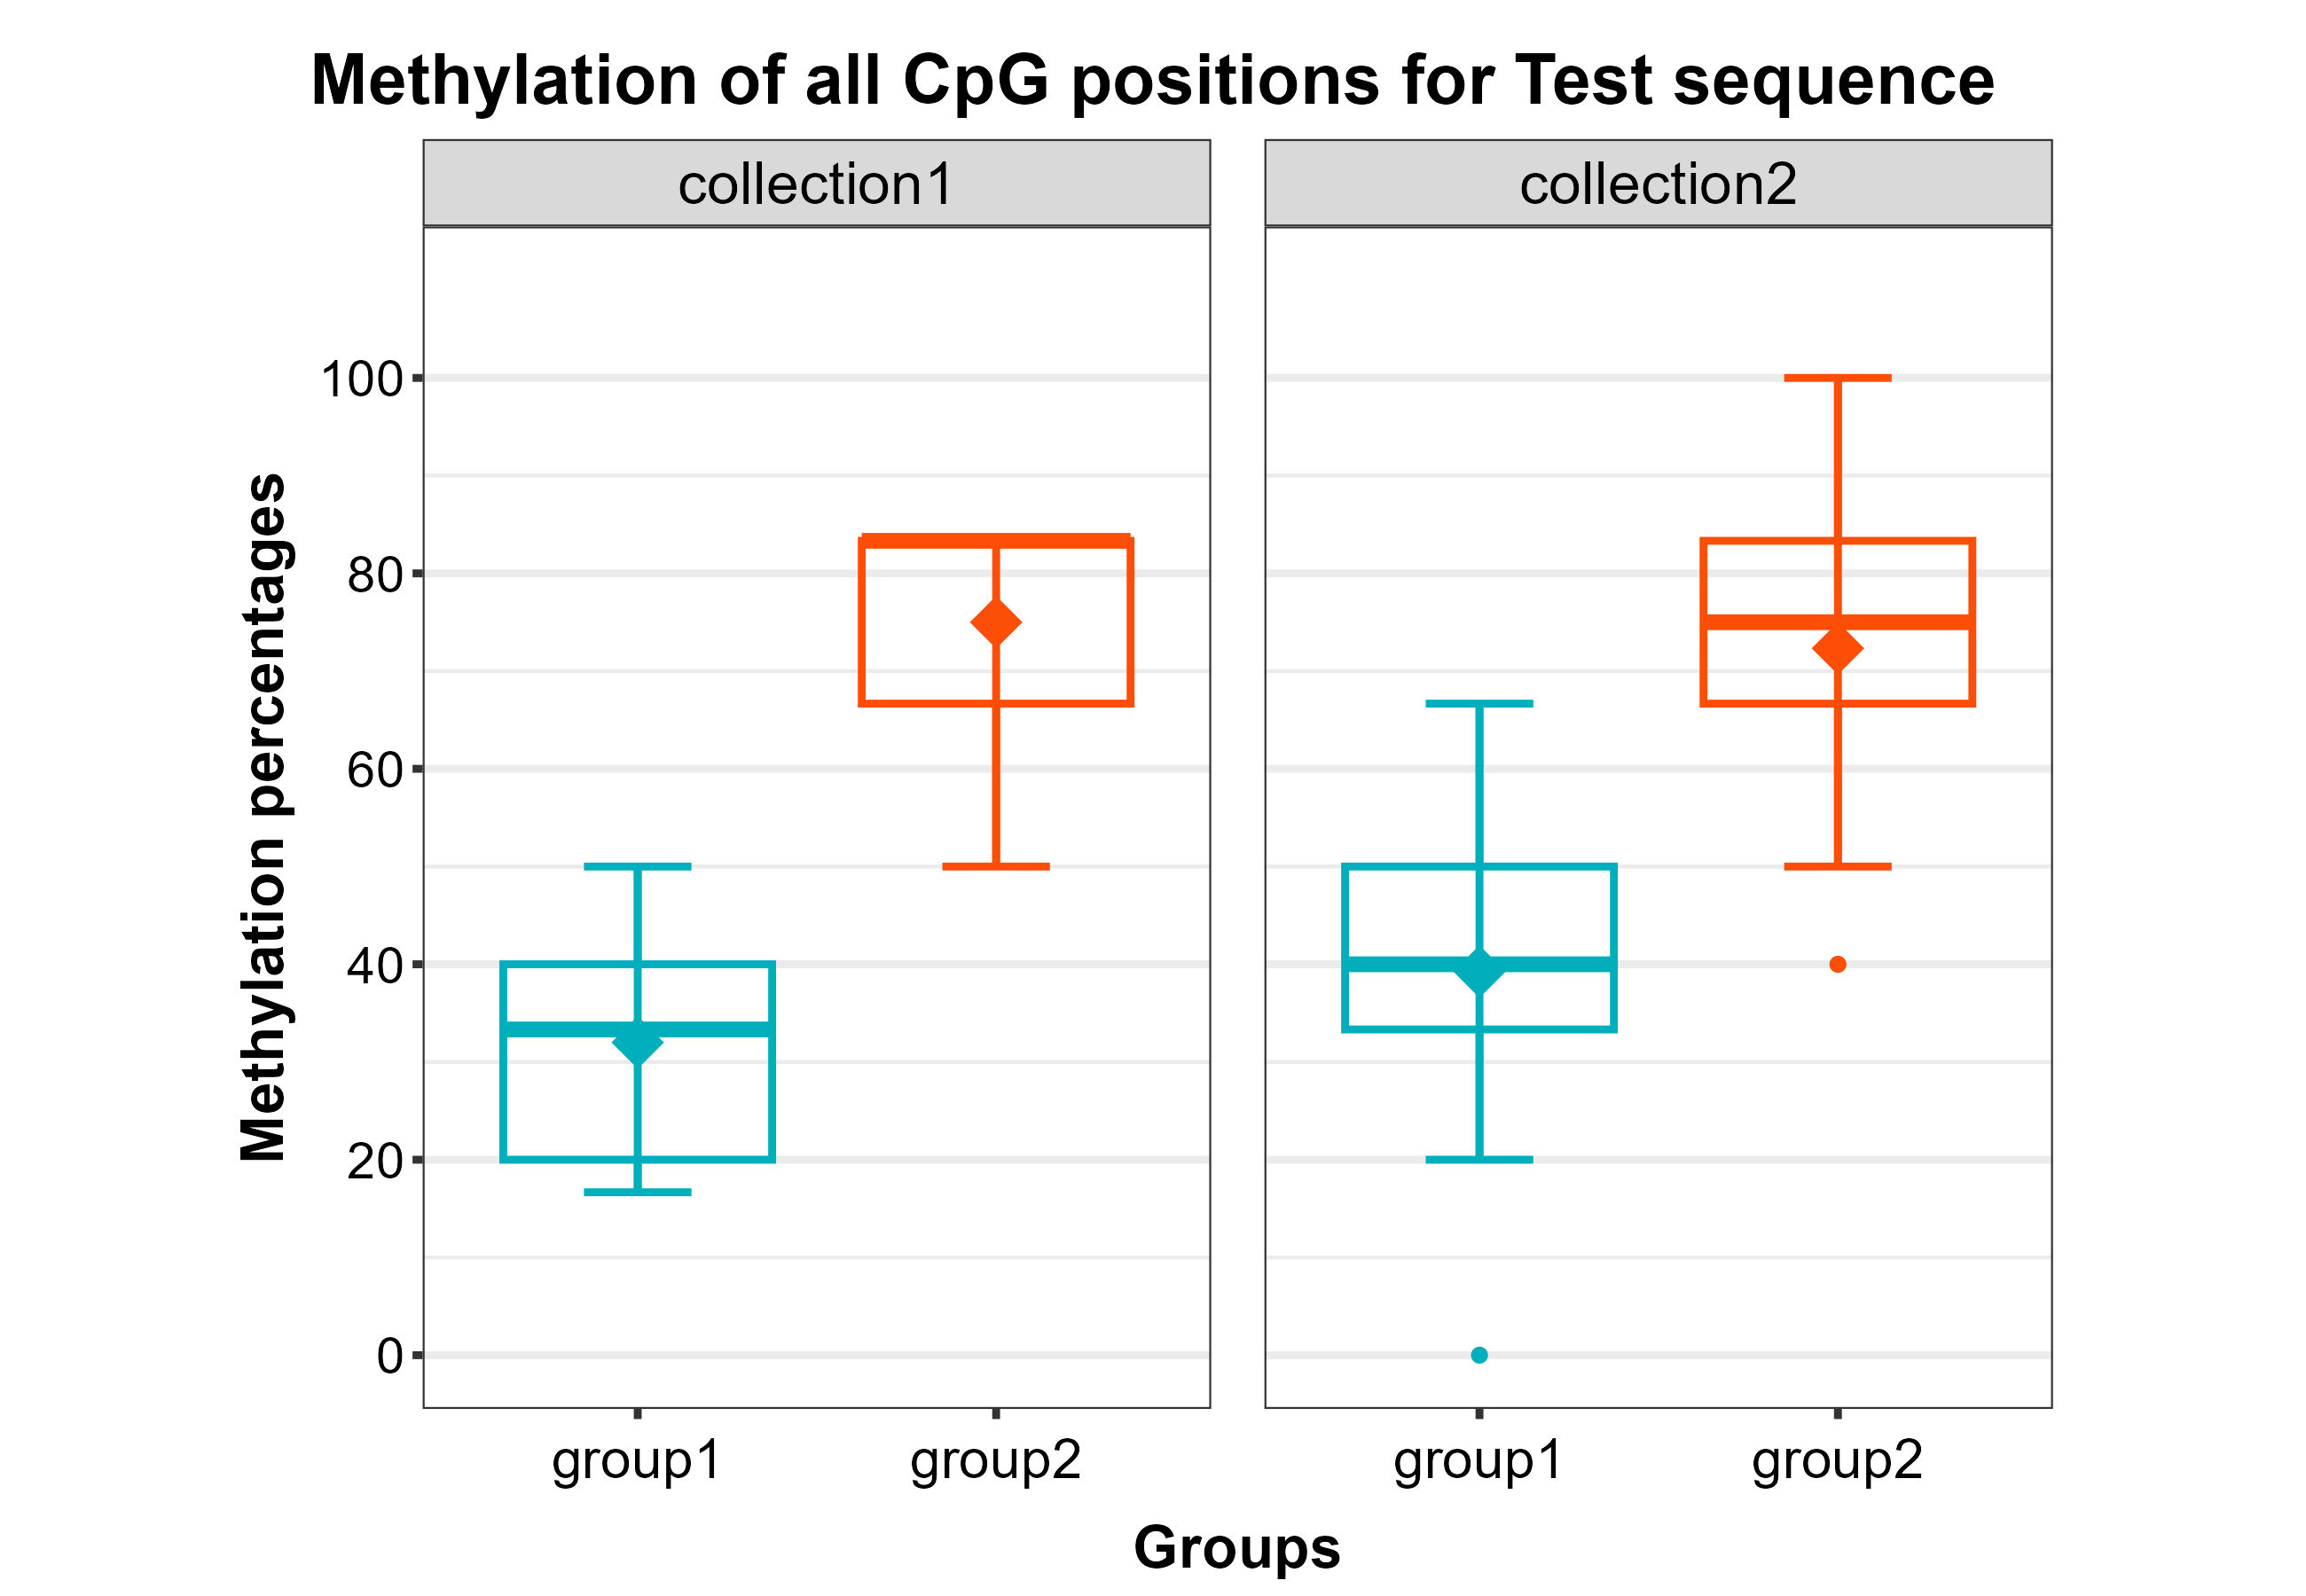 Methylation of all CpG positions for Test sequence
collection1
collection2
Methylation percentages
100
80
60
40
20
0
group1
group2
group1
group2
Groups